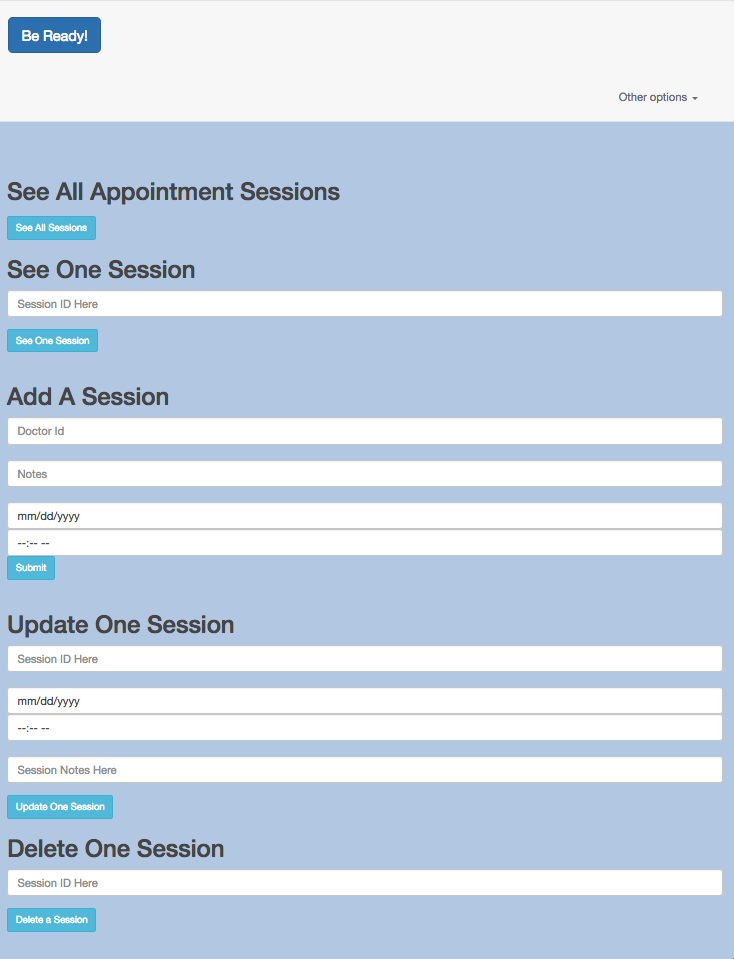 Be Ready!
Other options
See All Appointment Sessions
See All Sessions
See One Session
Session ID Here
See One Session
Add A Session
Doctor Id
Notes
mm/dd/yyyy
--:-- --
Submit
Update One Session
Session ID Here
mm/dd/yyyy
--:-- --
Session Notes Here
Update One Session
Delete One Session
Session ID Here
Delete a Session